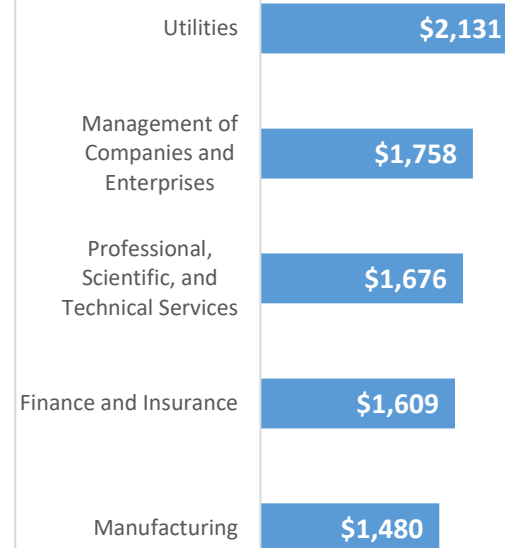 Utilities
$2,131
Management of
Companies and
Enterprises
$1,758
Professional,
Scientific, and
Technical Services
$1,676
Finance and Insurance
$1,609
Manufacturing
$1,480